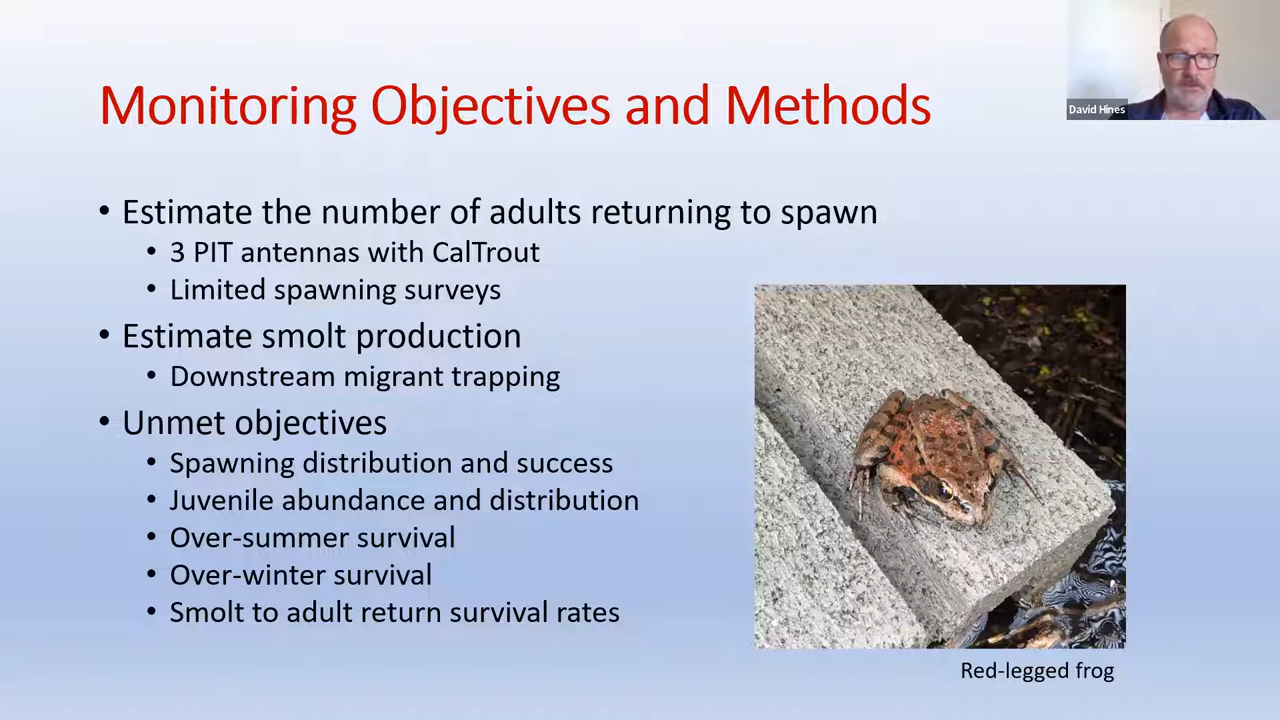 Monitoring Objectives and Methods
David Hines
• Estimate the number of adults returning to spawn
• 3 PIT antennas with CalTrout
• Limited spawning surveys
• Estimate smolt production
• Downstream migrant trapping
• Unmet objectives
• Spawning distribution and success
• Juvenile abundance and distribution
• Over-summer survival
• Over-winter survival
• Smolt to adult return survival rates
Red-legged frog